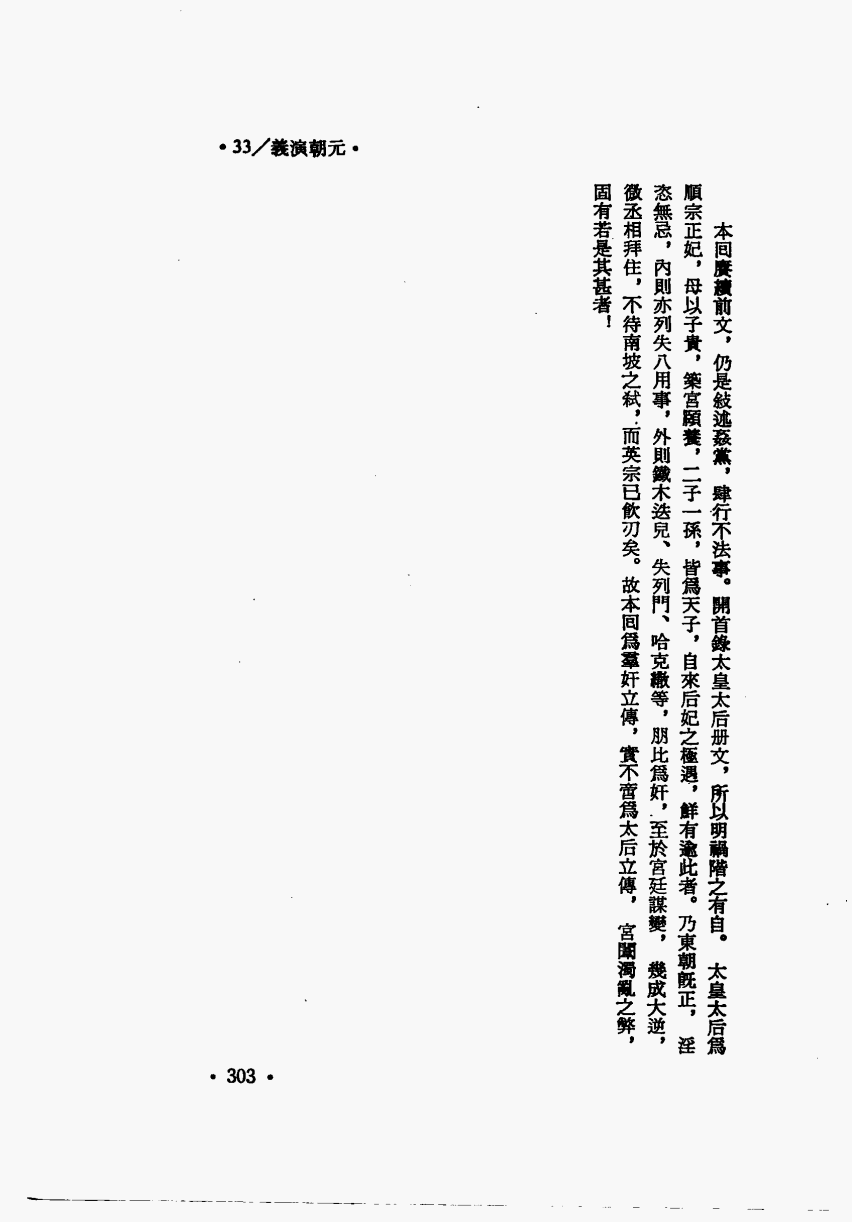 •33／義演朝元•
本回賡續前文，仍是敍述姦黨，肆行不法事。開首錄太皇太后册文，所以明禍階之有自。太皇太后爲
順宗正妃，母以子貴，築宮頤養，二子一孫，皆爲天子，自來后妃之極遇，鮮有逾此者。乃東朝旣正，淫
恣無忌，內則亦列失八用事，外則鐵木迭兒、失列門、哈克繖等，朋比爲奸，至於宮廷謀變，幾成大逆，
微丞相拜住，不待南坡之弒，而英宗已飲刃矣。故本回爲羣奸立傳，實不啻爲太后立傳，宮闈濁亂之弊，
固有若是其甚者！
•303•